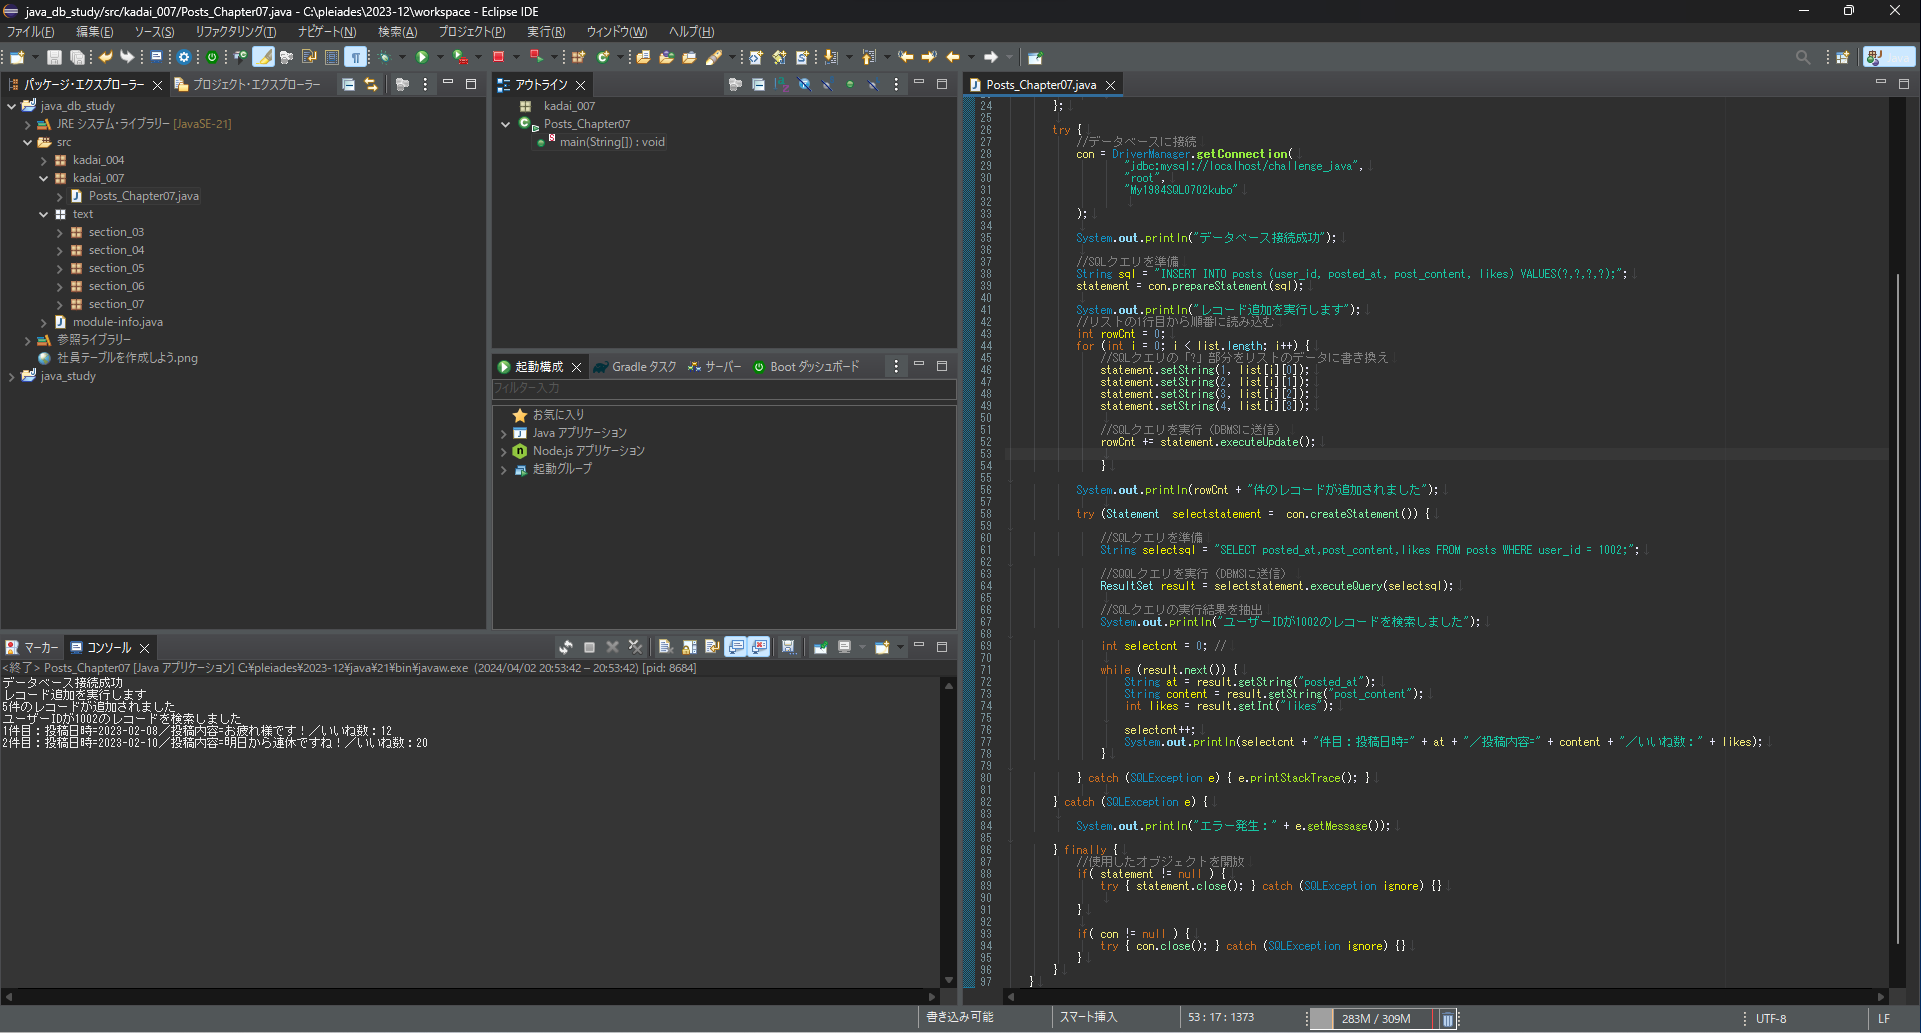 java_db_study/src/kadai_007/Posts_Chapter07.java - C:\pleiades\2023-12\workspace - Eclipse IDE
ファイル(F) 編集(E) ソース(S) リファクタリング(T) ナビゲート(N) 検索(A) プロジェクト(P) 実行(R) ウィンドウ(W) ヘルプ(H)
パッケージ・エクスプローラー
プロジェクト・エクスプローラー
java_db_study
JRE システム・ライブラリー [JavaSE-21]
src
kadai_004
kadai_007
Posts_Chapter07.java
text
section_03
section_04
section_05
section_06
section_07
module-info.java
参照ライブラリー
社員テーブルを作成しよう.png
java_study
アウトライン
kadai_007
Posts_Chapter07
main(String[]) : void
起動構成
Gradle タスク
サーバー
Boot ダッシュボード
フィルター入力
お気に入り
Java アプリケーション
Node.js アプリケーション
起動グループ
マーカー
コンソール
<終了> Posts_Chapter07 [Java アプリケーション] C:\pleiades\2023-12\java\21\bin\javaw.exe (2024/04/02 20:53:42 – 20:53:42) [pid: 8684]
データベース接続成功
レコード追加を実行します
5件のレコードが追加されました
ユーザーIDが1002のレコードを検索しました
1件目：投稿日時=2023-02-08／投稿内容=お疲れ様です！／いいね数：12
2件目：投稿日時=2023-02-10／投稿内容=明日から連休ですね！／いいね数：20
Posts_Chapter07.java
24 };
25
26 try {
27 //データベースに接続
28 con = DriverManager.getConnection(
29 "jdbc:mysql://localhost/challenge_java",
30 "root",
31 "My1984SQL0702kubo"
32
33 );
34
35 System.out.println("データベース接続成功");
36
37 //SQLクエリを準備
38 String sql = "INSERT INTO posts (user_id, posted_at, post_content, likes) VALUES(?,?,?,?);";
39 statement = con.prepareStatement(sql);
40
41 System.out.println("レコード追加を実行します");
42 //リストの1行目から順番に読み込む
43 int rowCnt = 0;
44 for (int i = 0; i < list.length; i++) {
45 //SQLクエリの「?」部分をリストのデータに書き換え
46 statement.setString(1, list[i][0]);
47 statement.setString(2, list[i][1]);
48 statement.setString(3, list[i][2]);
49 statement.setString(4, list[i][3]);
50
51 //SQLクエリを実行（DBMSに送信）
52 rowCnt += statement.executeUpdate();
53
54 }
55
56 System.out.println(rowCnt + "件のレコードが追加されました");
57
58 try (Statement selectstatement = con.createStatement()) {
59
60 //SQLクエリを準備
61 String selectsql = "SELECT posted_at,post_content,likes FROM posts WHERE user_id = 1002;";
62
63 //SQQLクエリを実行（DBMSに送信）
64 ResultSet result = selectstatement.executeQuery(selectsql);
65
66 //SQLクエリの実行結果を抽出
67 System.out.println("ユーザーIDが1002のレコードを検索しました");
68
69 int selectcnt = 0; //
70
71 while (result.next()) {
72 String at = result.getString("posted_at");
73 String content = result.getString("post_content");
74 int likes = result.getInt("likes");
75
76 selectcnt++;
77 System.out.println(selectcnt + "件目：投稿日時=" + at + "／投稿内容=" + content + "／いいね数：" + likes);
78 }
79
80 } catch (SQLException e) { e.printStackTrace(); }
81
82 } catch (SQLException e) {
83
84 System.out.println("エラー発生：" + e.getMessage());
85
86 } finally {
87 //使用したオブジェクトを開放
88 if( statement != null ) {
89 try { statement.close(); } catch (SQLException ignore) {}
90
91 }
92
93 if( con != null ) {
94 try { con.close(); } catch (SQLException ignore) {}
95 }
96 }
97 }
書き込み可能
スマート挿入
53 : 17 : 1373
283M / 309M
UTF-8
LF